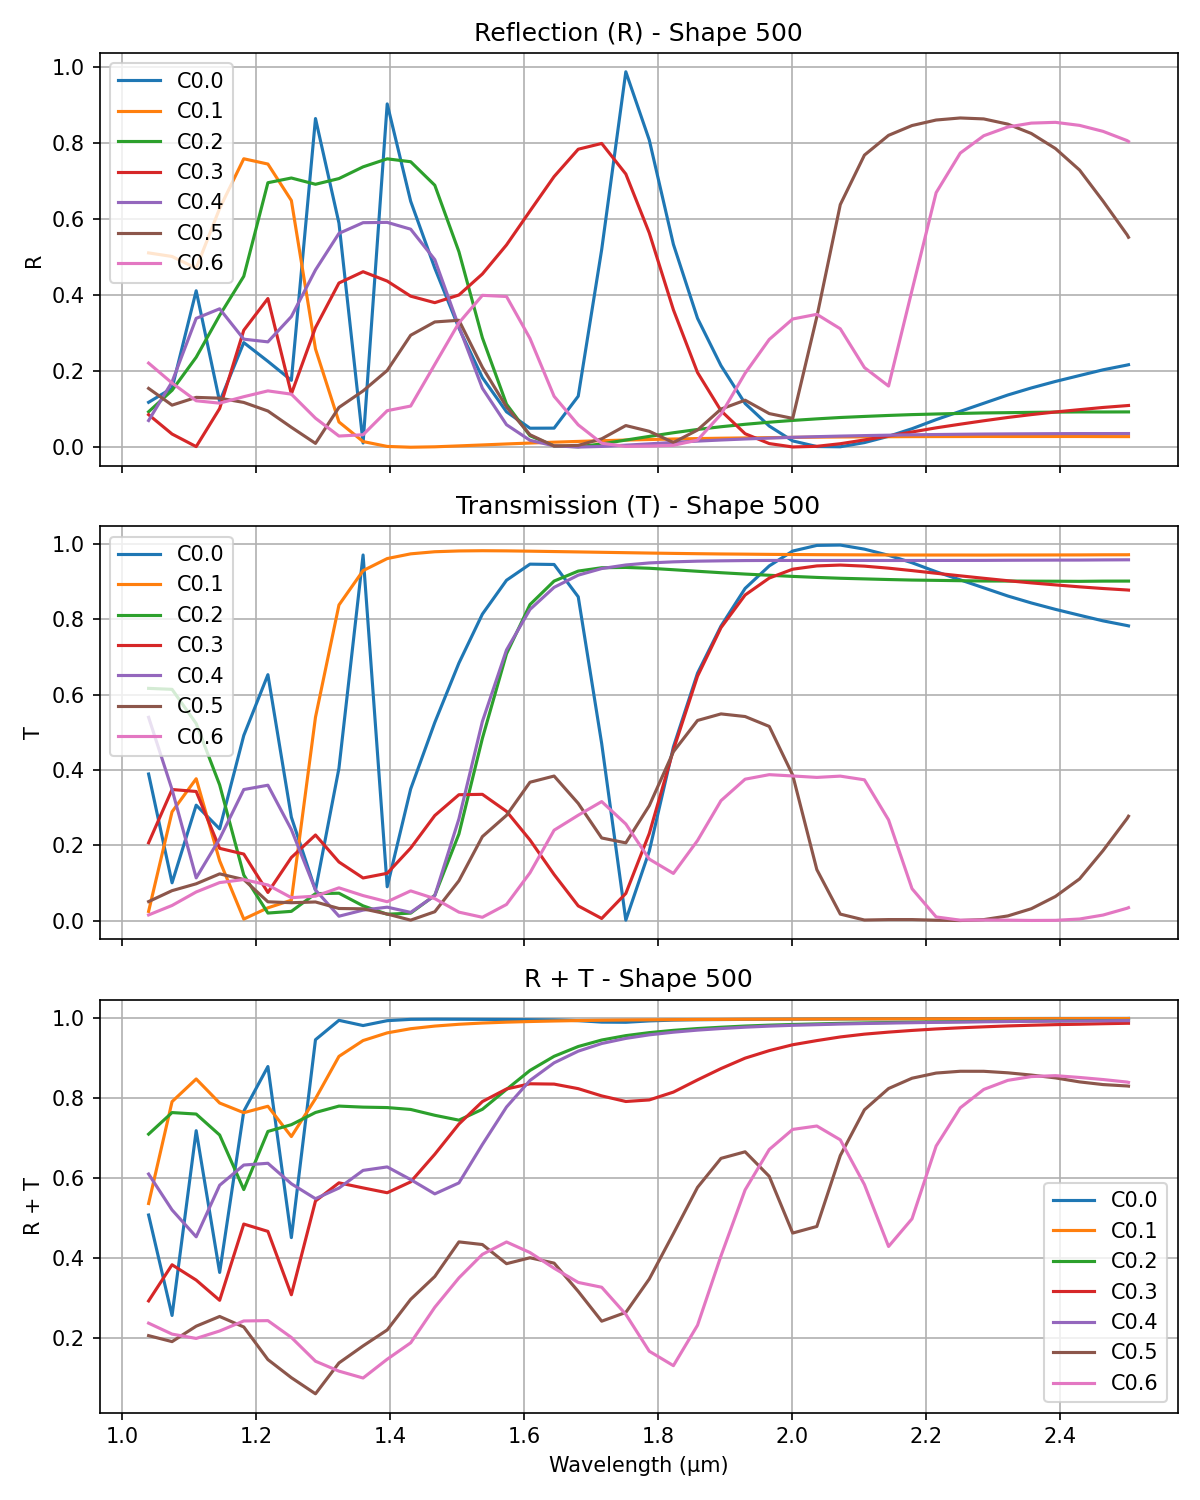 Reflection (R) - Shape 500
1.0
0.8
0.6
0.4
0.2
0.0
R
C0.0
C0.1
C0.2
C0.3
C0.4
C0.5
C0.6
Transmission (T) - Shape 500
1.0
0.8
0.6
0.4
0.2
0.0
T
C0.0
C0.1
C0.2
C0.3
C0.4
C0.5
C0.6
R + T - Shape 500
1.0
0.8
0.6
0.4
0.2
R + T
C0.0
C0.1
C0.2
C0.3
C0.4
C0.5
C0.6
1.0 1.2 1.4 1.6 1.8 2.0 2.2 2.4
Wavelength (μm)